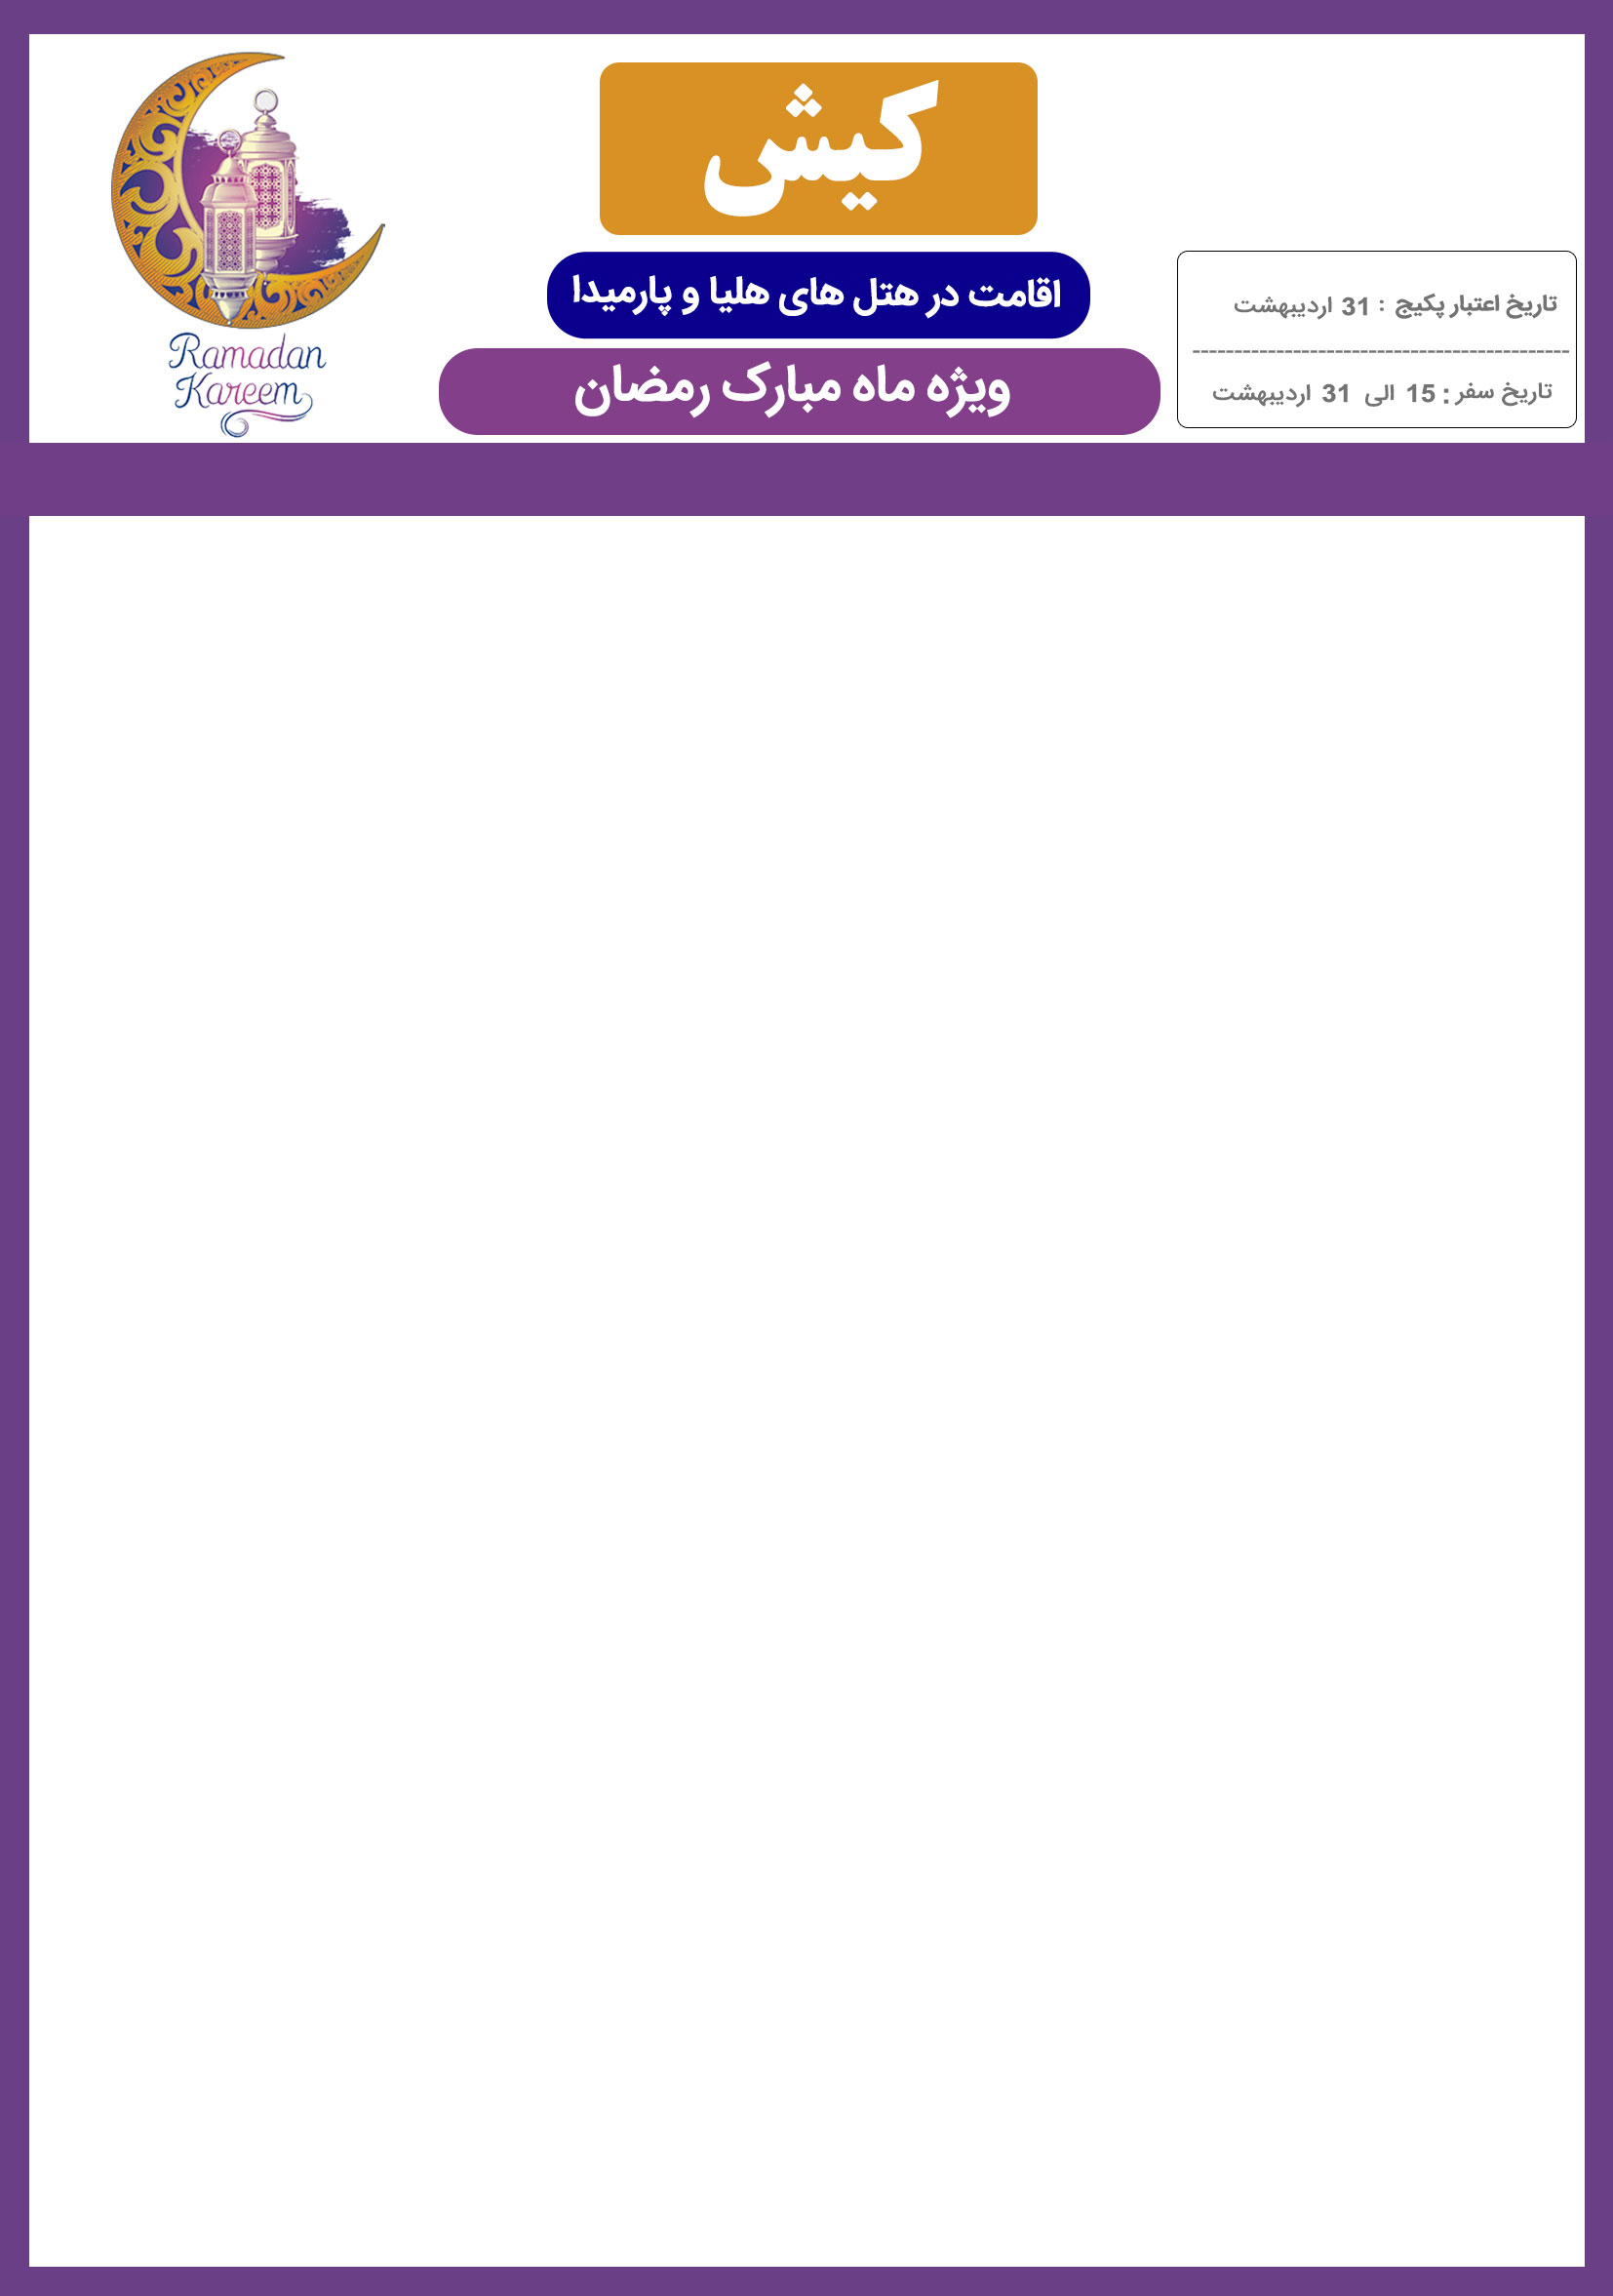 کیش
اقامت در هتل های هلیا و پارمیدا
ویژه ماه مبارک رمضان
تاریخ اعتبار پکیج : 31 اردیبهشت
---------------------------------------------
تاریخ سفر : 15 الی 31 اردیبهشت
Ramadan
Kareem